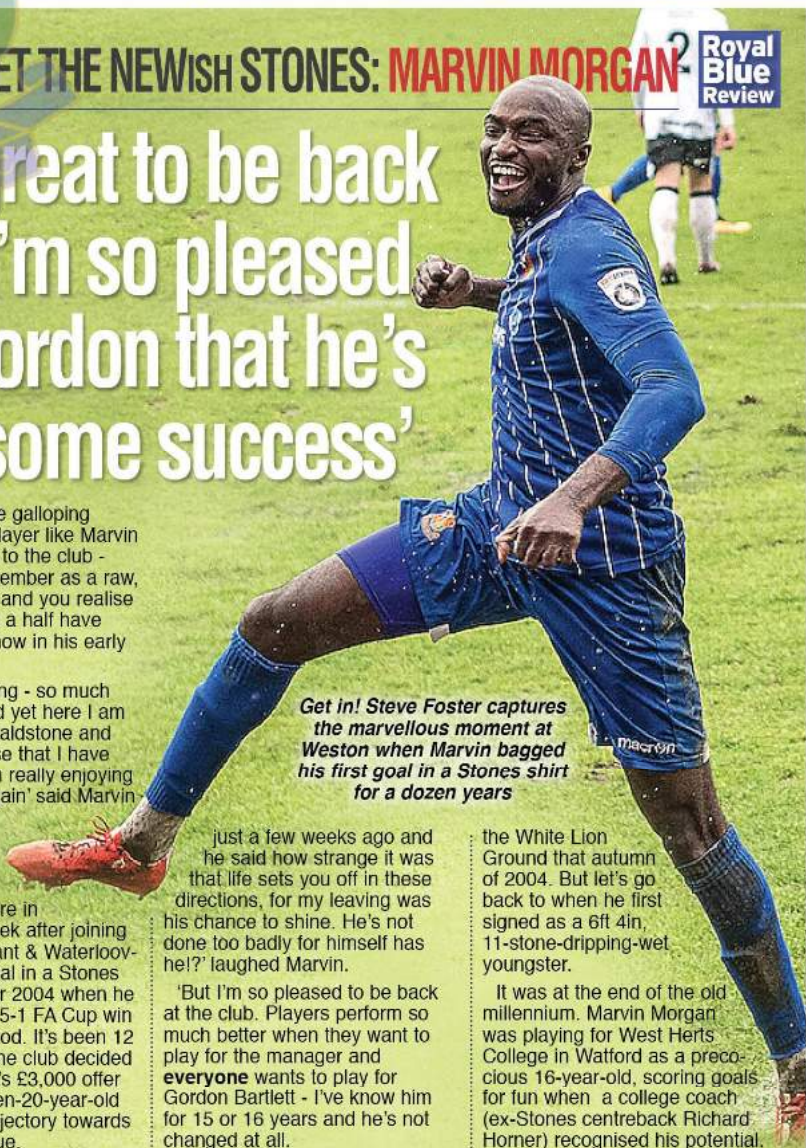 ET THE NEWISH STONES: MARVIN MORGAN
2
Royal
Blue
Review
reat to be back
'm so pleased
ordon that he's
some success'
e galloping
layer like Marvin
to the club -
ember as a raw,
and you realise
a half have
now in his early
ng - so much
d yet here I am
aldstone and
se that I have
really enjoying
ain' said Marvin
Get in! Steve Foster captures
the marvellous moment at
Weston when Marvin bagged
his first goal in a Stones shirt
for a dozen years
macron
re in
ek after joining
ant & Waterloov-
al in a Stones
r 2004 when he
5-1 FA Cup win
od. It's been 12
he club decided
's £3,000 offer
en-20-year-old
jectory towards
ue.
just a few weeks ago and
he said how strange it was
that life sets you off in these
directions, for my leaving was
his chance to shine. He's not
done too badly for himself has
he!?' laughed Marvin.
'But I'm so pleased to be back
at the club. Players perform so
much better when they want to
play for the manager and
everyone wants to play for
Gordon Bartlett - I've know him
for 15 or 16 years and he's not
changed at all.
the White Lion
Ground that autumn
of 2004. But let's go
back to when he first
signed as a 6ft 4in,
11-stone-dripping-wet
youngster.
It was at the end of the old
millennium. Marvin Morgan
was playing for West Herts
College in Watford as a preco-
cious 16-year-old, scoring goals
for fun when a college coach
(ex-Stones centreback Richard
Horner) recognised his potential